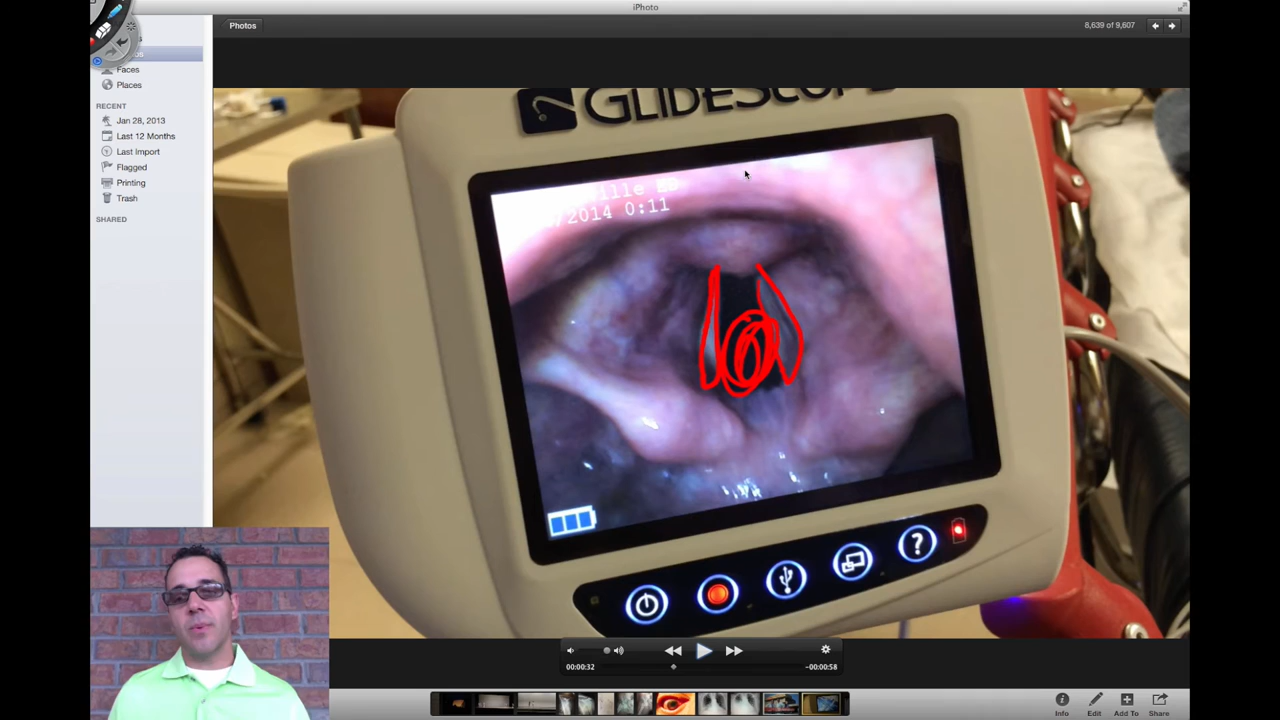 iPhoto
Photos
8,639 of 9,607
Faces
Places
RECENT
Jan 28, 2013
Last 12 Months
Last Import
Flagged
Printing
Trash
SHARED
GLIDESCOPE
2014 0:11
?
00:00:32
−00:00:58
Info
Edit
Add To
Share